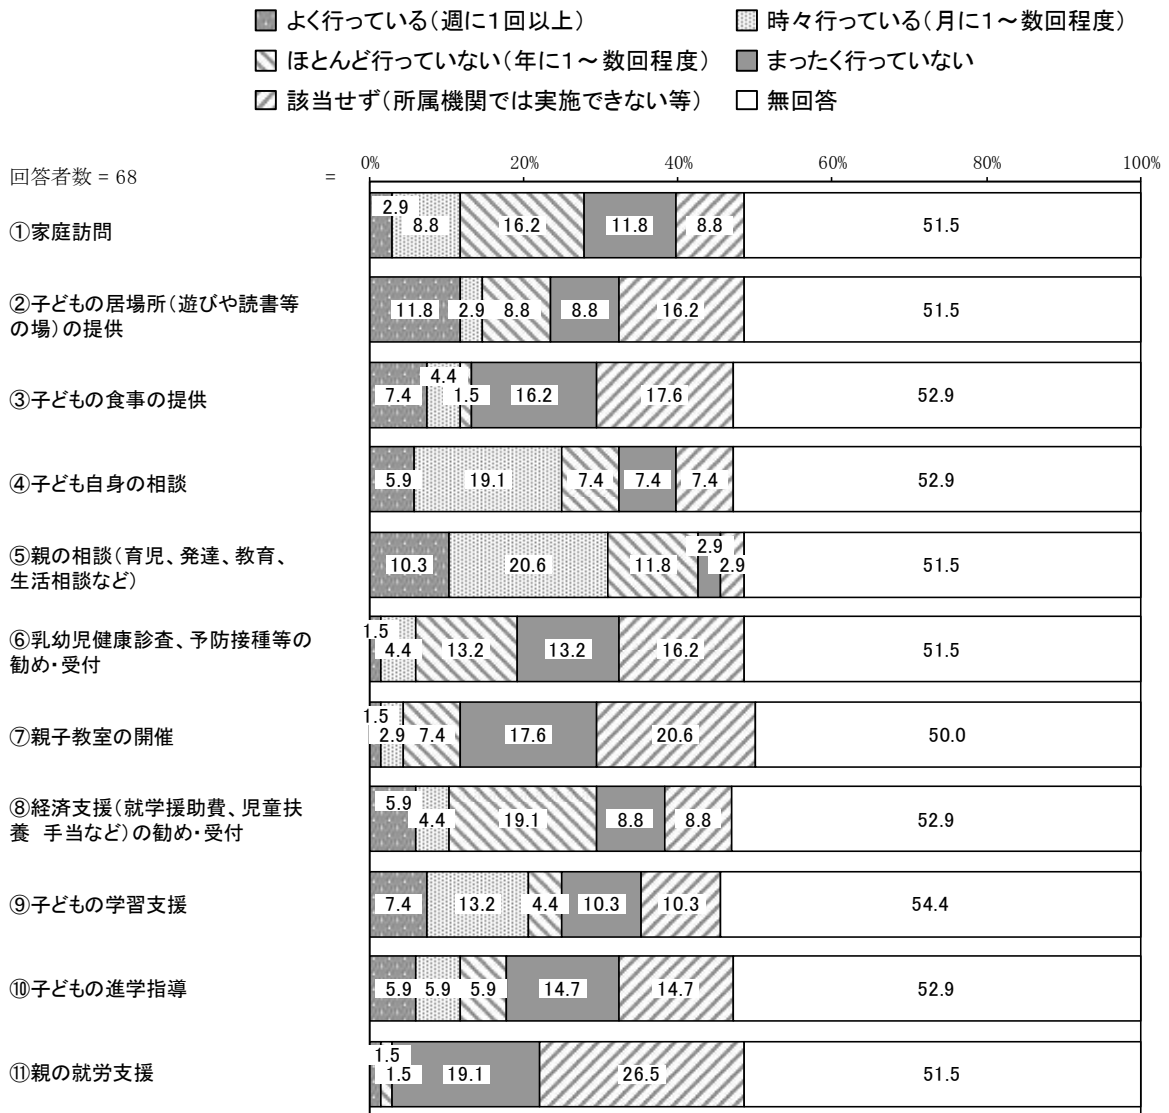 よく行っている(週に1回以上) 時々行っている(月に1～数回程度)
ほとんど行っていない(年に1～数回程度) まったく行っていない
該当せず(所属機関では実施できない等) 無回答
0% 20% 40% 60% 80% 100%
回答者数 = 68 =
①家庭訪問
2.9 8.8 16.2 11.8 8.8 51.5
②子どもの居場所(遊びや読書等
の場)の提供
11.8 2.9 8.8 8.8 16.2 51.5
③子どもの食事の提供
7.4 4.4 1.5 16.2 17.6 52.9
④子ども自身の相談
5.9 19.1 7.4 7.4 7.4 52.9
⑤親の相談(育児、発達、教育、
生活相談など)
10.3 20.6 11.8 2.9 2.9 51.5
⑥乳幼児健康診査、予防接種等の
勧め・受付
1.5 4.4 13.2 13.2 16.2 51.5
⑦親子教室の開催
1.5 2.9 7.4 17.6 20.6 50.0
⑧経済支援(就学援助費、児童扶
養 手当など)の勧め・受付
5.9 4.4 19.1 8.8 8.8 52.9
⑨子どもの学習支援
7.4 13.2 4.4 10.3 10.3 54.4
⑩子どもの進学指導
5.9 5.9 5.9 14.7 14.7 52.9
⑪親の就労支援
1.5 1.5 19.1 26.5 51.5